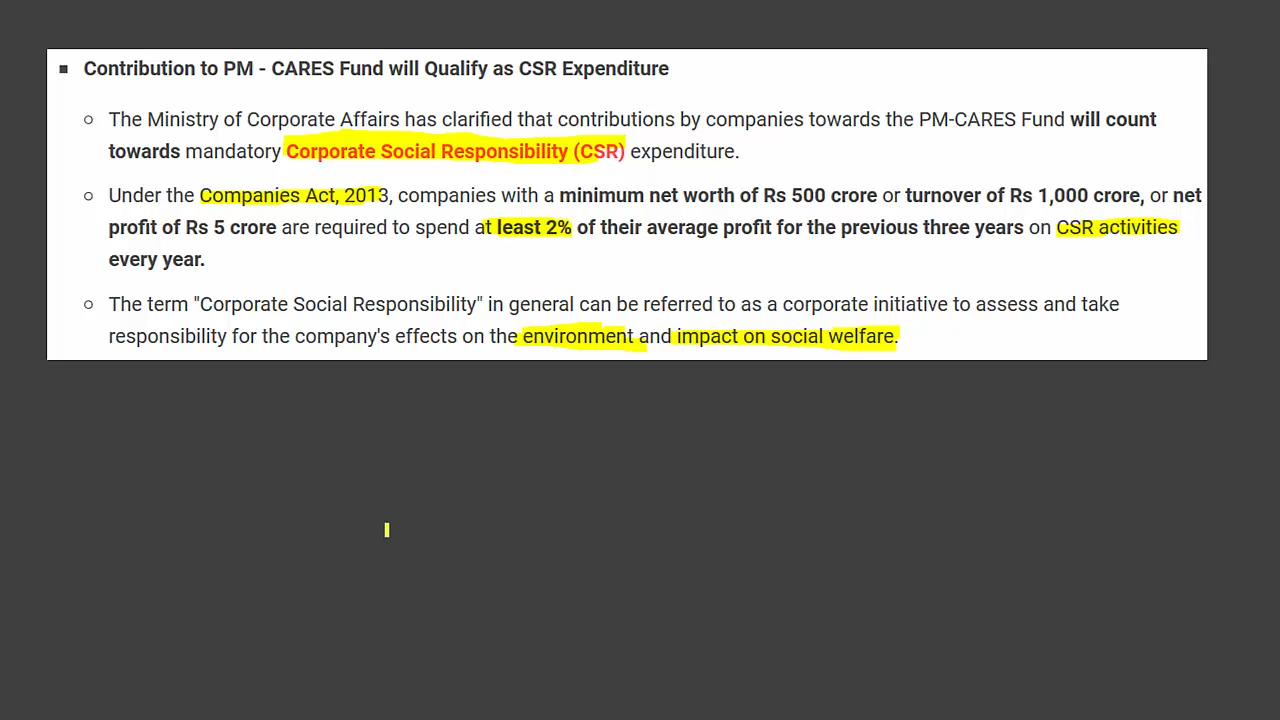 Contribution to PM - CARES Fund will Qualify as CSR Expenditure
The Ministry of Corporate Affairs has clarified that contributions by companies towards the PM-CARES Fund will count
towards mandatory Corporate Social Responsibility (CSR) expenditure.
Under the Companies Act, 2013, companies with a minimum net worth of Rs 500 crore or turnover of Rs 1,000 crore, or net
profit of Rs 5 crore are required to spend at least 2% of their average profit for the previous three years on CSR activities
every year.
The term "Corporate Social Responsibility" in general can be referred to as a corporate initiative to assess and take
responsibility for the company's effects on the environment and impact on social welfare.